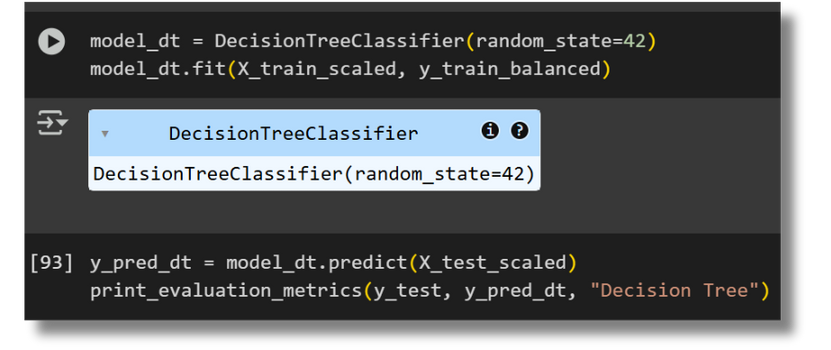 model_dt = DecisionTreeClassifier(random_state=42)
model_dt.fit(X_train_scaled, y_train_balanced)
DecisionTreeClassifier
DecisionTreeClassifier(random_state=42)
[93] y_pred_dt = model_dt.predict(X_test_scaled)
print_evaluation_metrics(y_test, y_pred_dt, "Decision Tree")